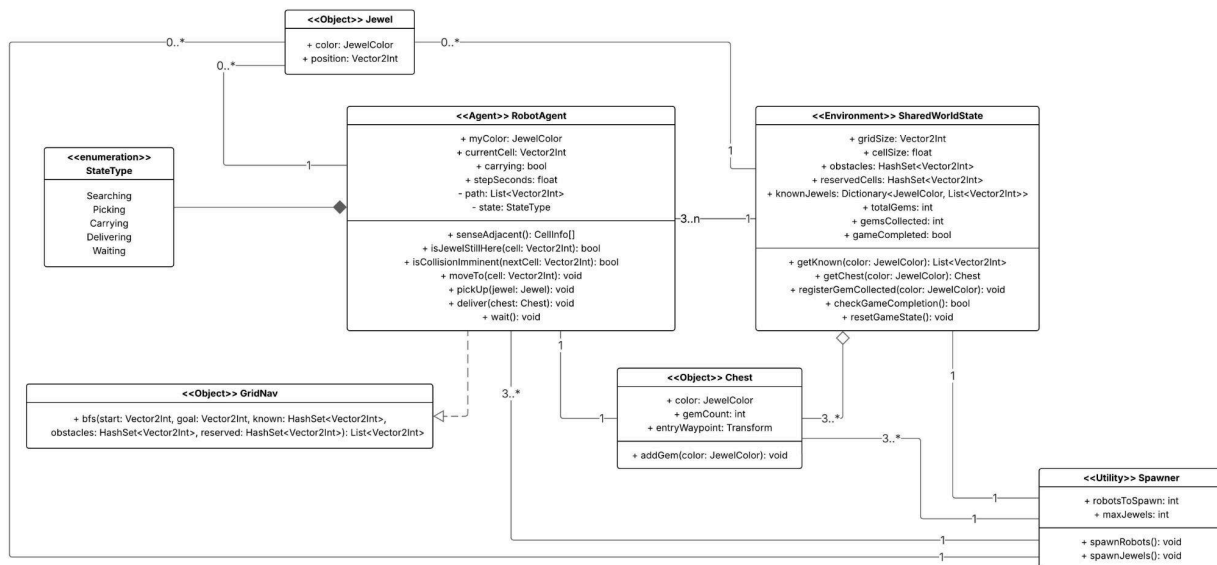 <<Object>> Jewel
+ color: JewelColor
+ position: Vector2Int
0..*
0..*
0..*
<<Agent>> RobotAgent
+ myColor: JewelColor
+ currentCell: Vector2Int
+ carrying: bool
+ stepSeconds: float
- path: List<Vector2Int>
- state: StateType
+ senseAdjacent(): CellInfo[]
+ isJewelStillHere(cell: Vector2Int): bool
+ isCollisionImminent(nextCell: Vector2Int): bool
+ moveTo(cell: Vector2Int): void
+ pickUp(jewel: Jewel): void
+ deliver(chest: Chest): void
+ wait(): void
<<Environment>> SharedWorldState
+ gridSize: Vector2Int
+ cellSize: float
+ obstacles: HashSet<Vector2Int>
+ reservedCells: HashSet<Vector2Int>
+ knownJewels: Dictionary<JewelColor, List<Vector2Int>>
+ totalGems: int
+ gemsCollected: int
+ gameCompleted: bool
+ getKnown(color: JewelColor): List<Vector2Int>
+ getChest(color: JewelColor): Chest
+ registerGemCollected(color: JewelColor): void
+ checkGameCompletion(): bool
+ resetGameState(): void
<<enumeration>>
StateType
Searching
Picking
Carrying
Delivering
Waiting
1
1
3..n
1
1
3..*
1
1
3..*
3..*
1
<<Object>> GridNav
+ bfs(start: Vector2Int, goal: Vector2Int, known: HashSet<Vector2Int>,
obstacles: HashSet<Vector2Int>, reserved: HashSet<Vector2Int>): List<Vector2Int>
<<Object>> Chest
+ color: JewelColor
+ gemCount: int
+ entryWaypoint: Transform
+ addGem(color: JewelColor): void
<<Utility>> Spawner
+ robotsToSpawn: int
+ maxJewels: int
+ spawnRobots(): void
+ spawnJewels(): void
1
1
1
1